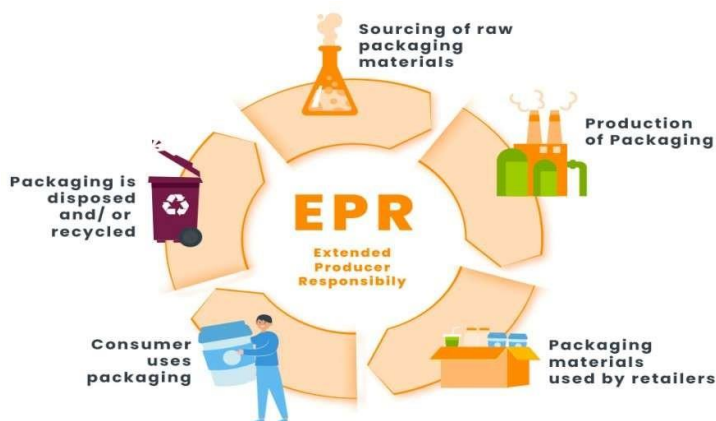 Sourcing of raw
packaging
materials
Production
of Packaging
Packaging
materials
used by retailers
Consumer
uses
packaging
Packaging is
disposed
and/ or
recycled
EPR
Extended
Producer
Responsibily